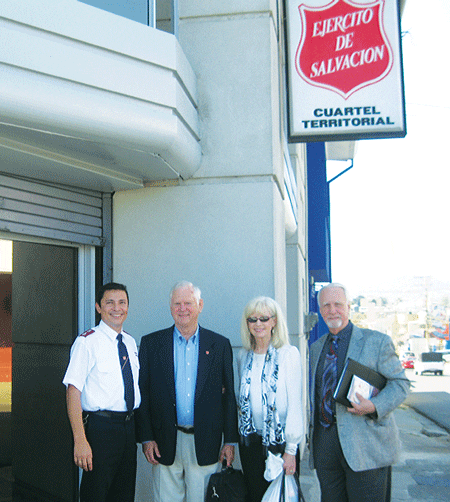 EJERCITO
DE
SALVACION
CUARTEL
TERRITORIAL